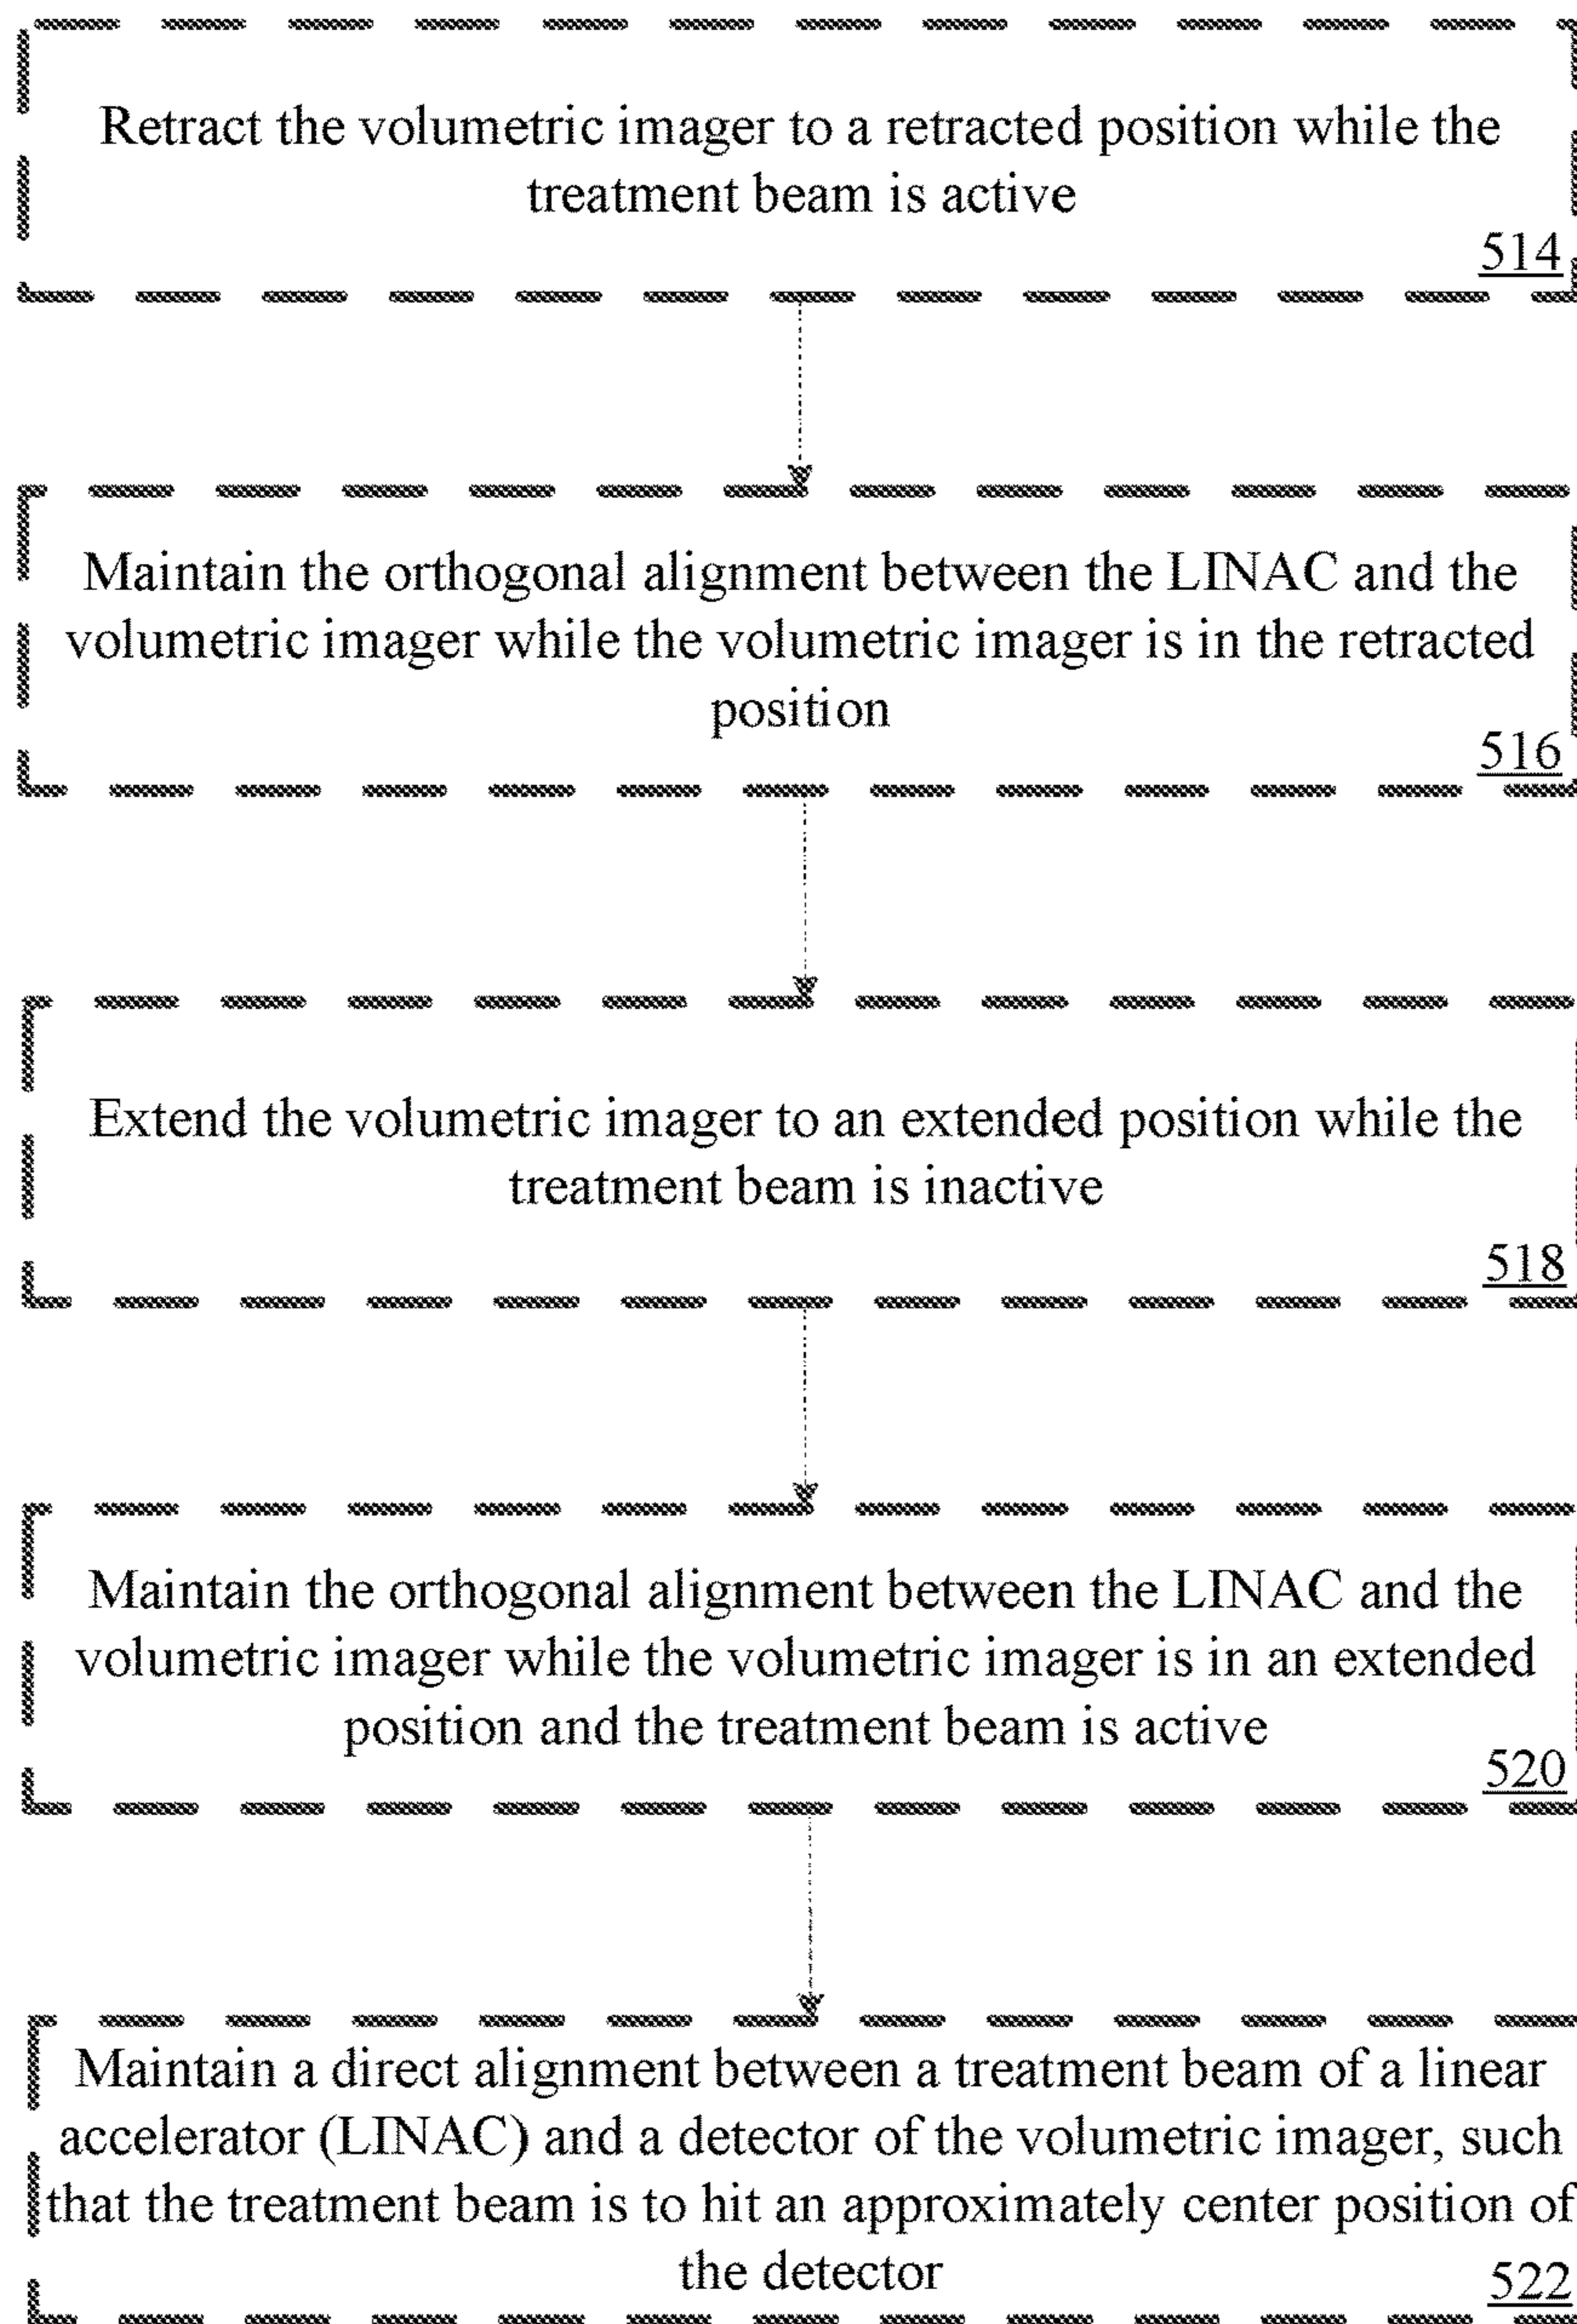 Retract the volumetric imager to a retracted position while the
treatment beam is active
514
Maintain the orthogonal alignment between the LINAC and the
volumetric imager while the volumetric imager is in the retracted
position
516
Extend the volumetric imager to an extended position while the
treatment beam is inactive
518
Maintain the orthogonal alignment between the LINAC and the
volumetric imager while the volumetric imager is in an extended
position and the treatment beam is active
520
Maintain a direct alignment between a treatment beam of a linear
accelerator (LINAC) and a detector of the volumetric imager, such
that the treatment beam is to hit an approximately center position of
the detector
522